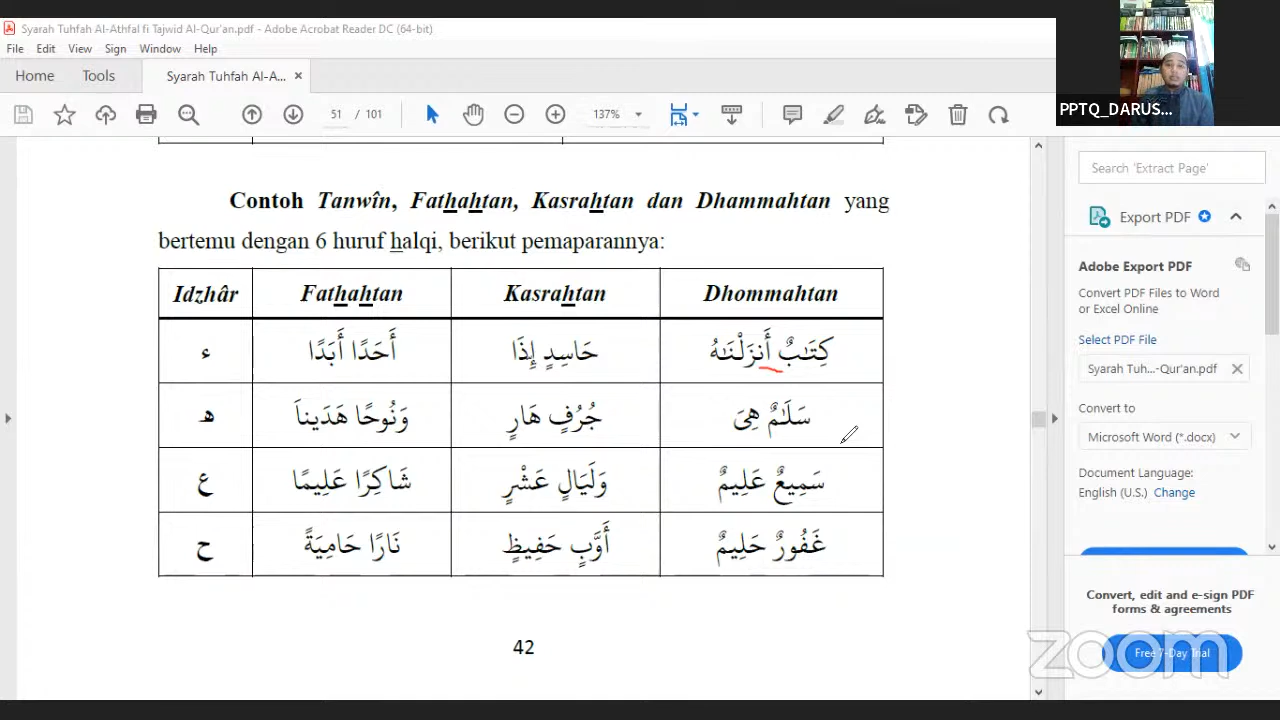 Syarah Tuhfah Al-Athfal fi Tajwid Al-Qur'an.pdf - Adobe Acrobat Reader DC (64-bit)
File Edit View Sign Window Help
Home Tools Syarah Tuhfah Al-A... ×
51 / 101 137%
PPTQ_DARUS...
Contoh Tanwîn, Fathahtan, Kasrahtan dan Dhammahtan yang
bertemu dengan 6 huruf halqi, berikut pemaparannya:
Idzhâr Fathahtan Kasrahtan Dhommahtan
ء أَحَدًا أَبَدًا حَاسِدٍ إِذَا كِتَـٰبٌ أَنزَلْنَـٰهُ
ﻫ وَنُوحًا هَدَيناَ جُرُفٍ هَارٍ سَلَـٰمٌ هِىَ
ع شَاكِرًا عَلِيمًا وَلَيَالٍ عَشْرٍ سَمِيعٌ عَلِيمٌ
ح نَارًا حَامِيَةً أَوَّبٍ حَفِيظٍ غَفُورٌ حَلِيمٌ
42
Search 'Extract Page'
Export PDF
Adobe Export PDF
Convert PDF Files to Word
or Excel Online
Select PDF File
Syarah Tuh...-Qur'an.pdf
Convert to
Microsoft Word (*.docx)
Document Language:
English (U.S.) Change
Convert, edit and e-sign PDF
forms & agreements
Free 7-Day Trial
zoom